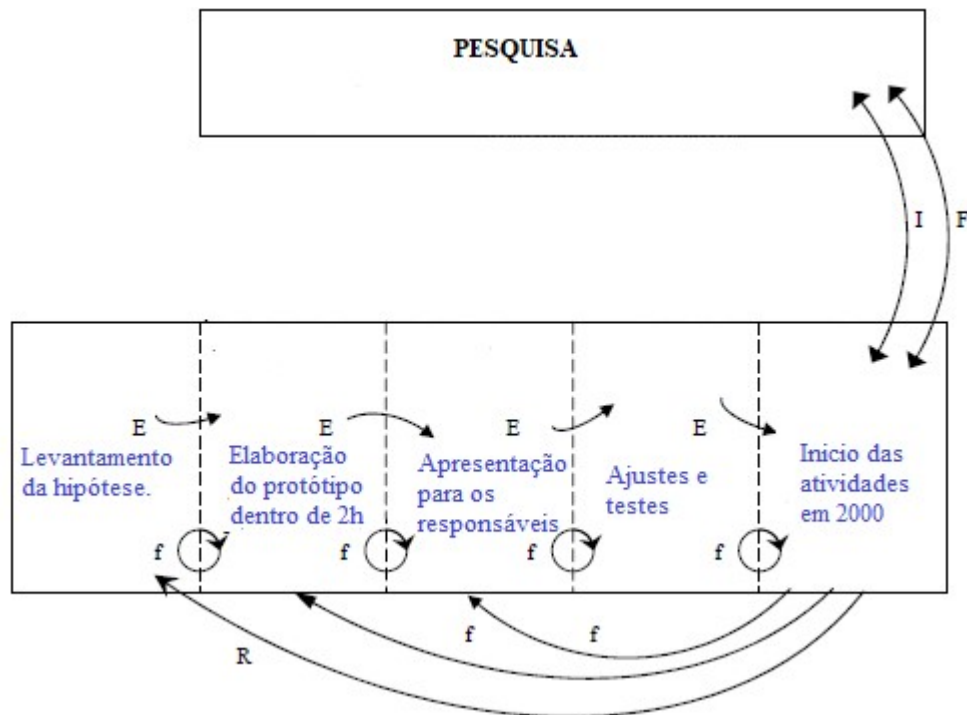 PESQUISA
I F
E E E E
Levantamento
da hipótese.
Elaboração
do protótipo
dentro de 2h
Apresentação
para os
responsáveis
Ajustes e
testes
Inicio das
atividades
em 2000
f f f f
f f
R